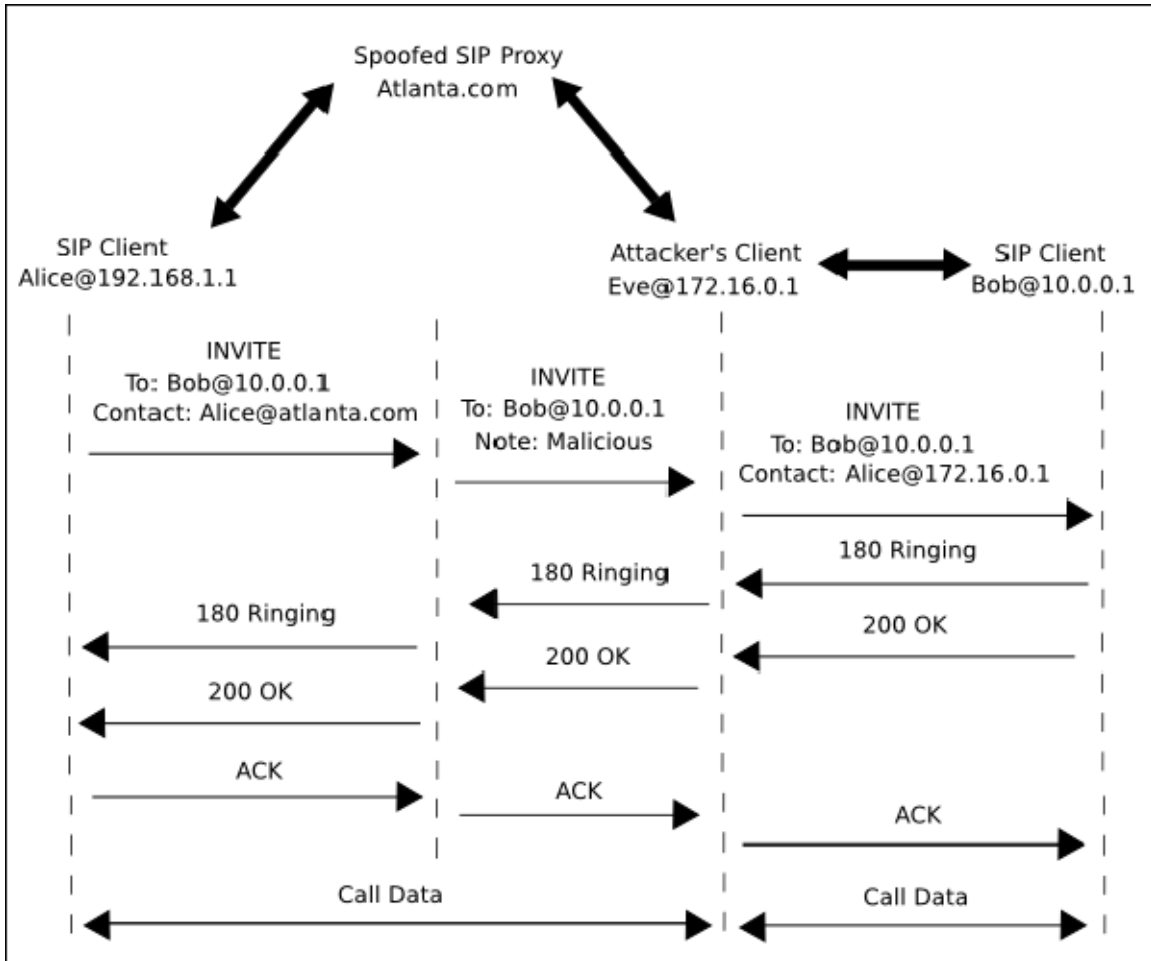 Spoofed SIP Proxy
Atlanta.com
SIP Client
Alice@192.168.1.1
Attacker's Client
Eve@172.16.0.1
SIP Client
Bob@10.0.0.1
INVITE
To: Bob@10.0.0.1
Contact: Alice@atlanta.com
INVITE
To: Bob@10.0.0.1
Note: Malicious
INVITE
To: Bob@10.0.0.1
Contact: Alice@172.16.0.1
180 Ringing
180 Ringing
180 Ringing
200 OK
200 OK
200 OK
ACK
ACK
ACK
Call Data
Call Data